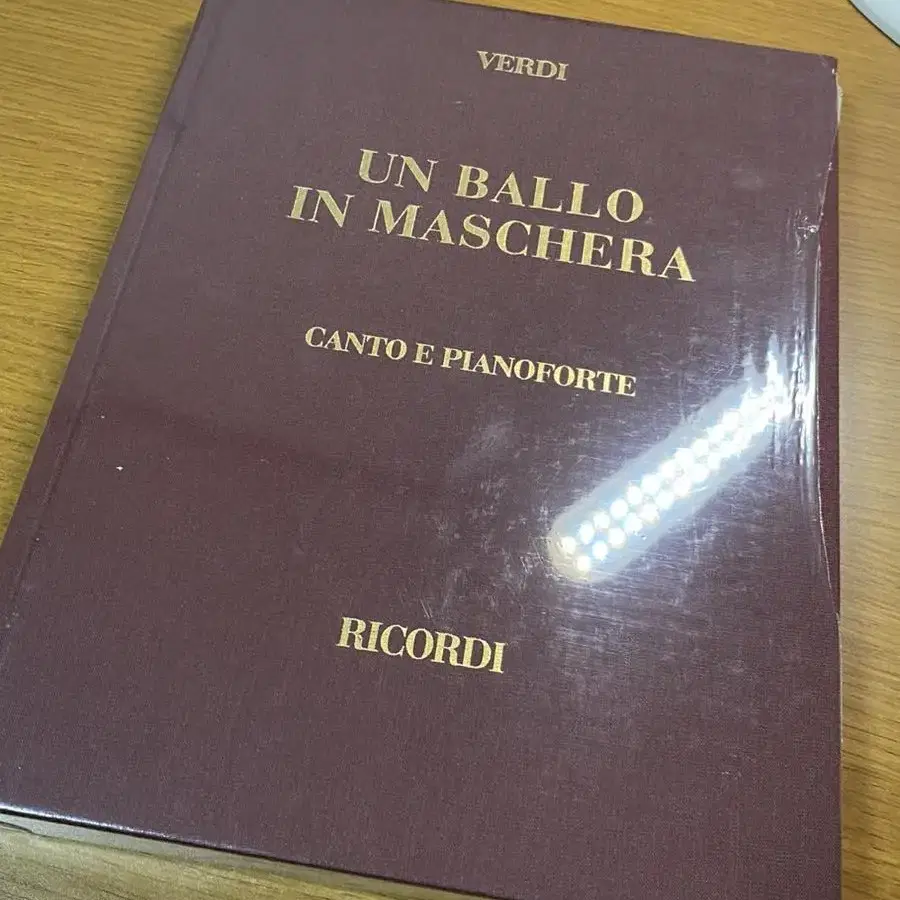 VERDI
UN BALLO
IN MASCHERA
CANTO E PIANOFORTE
RICORDI